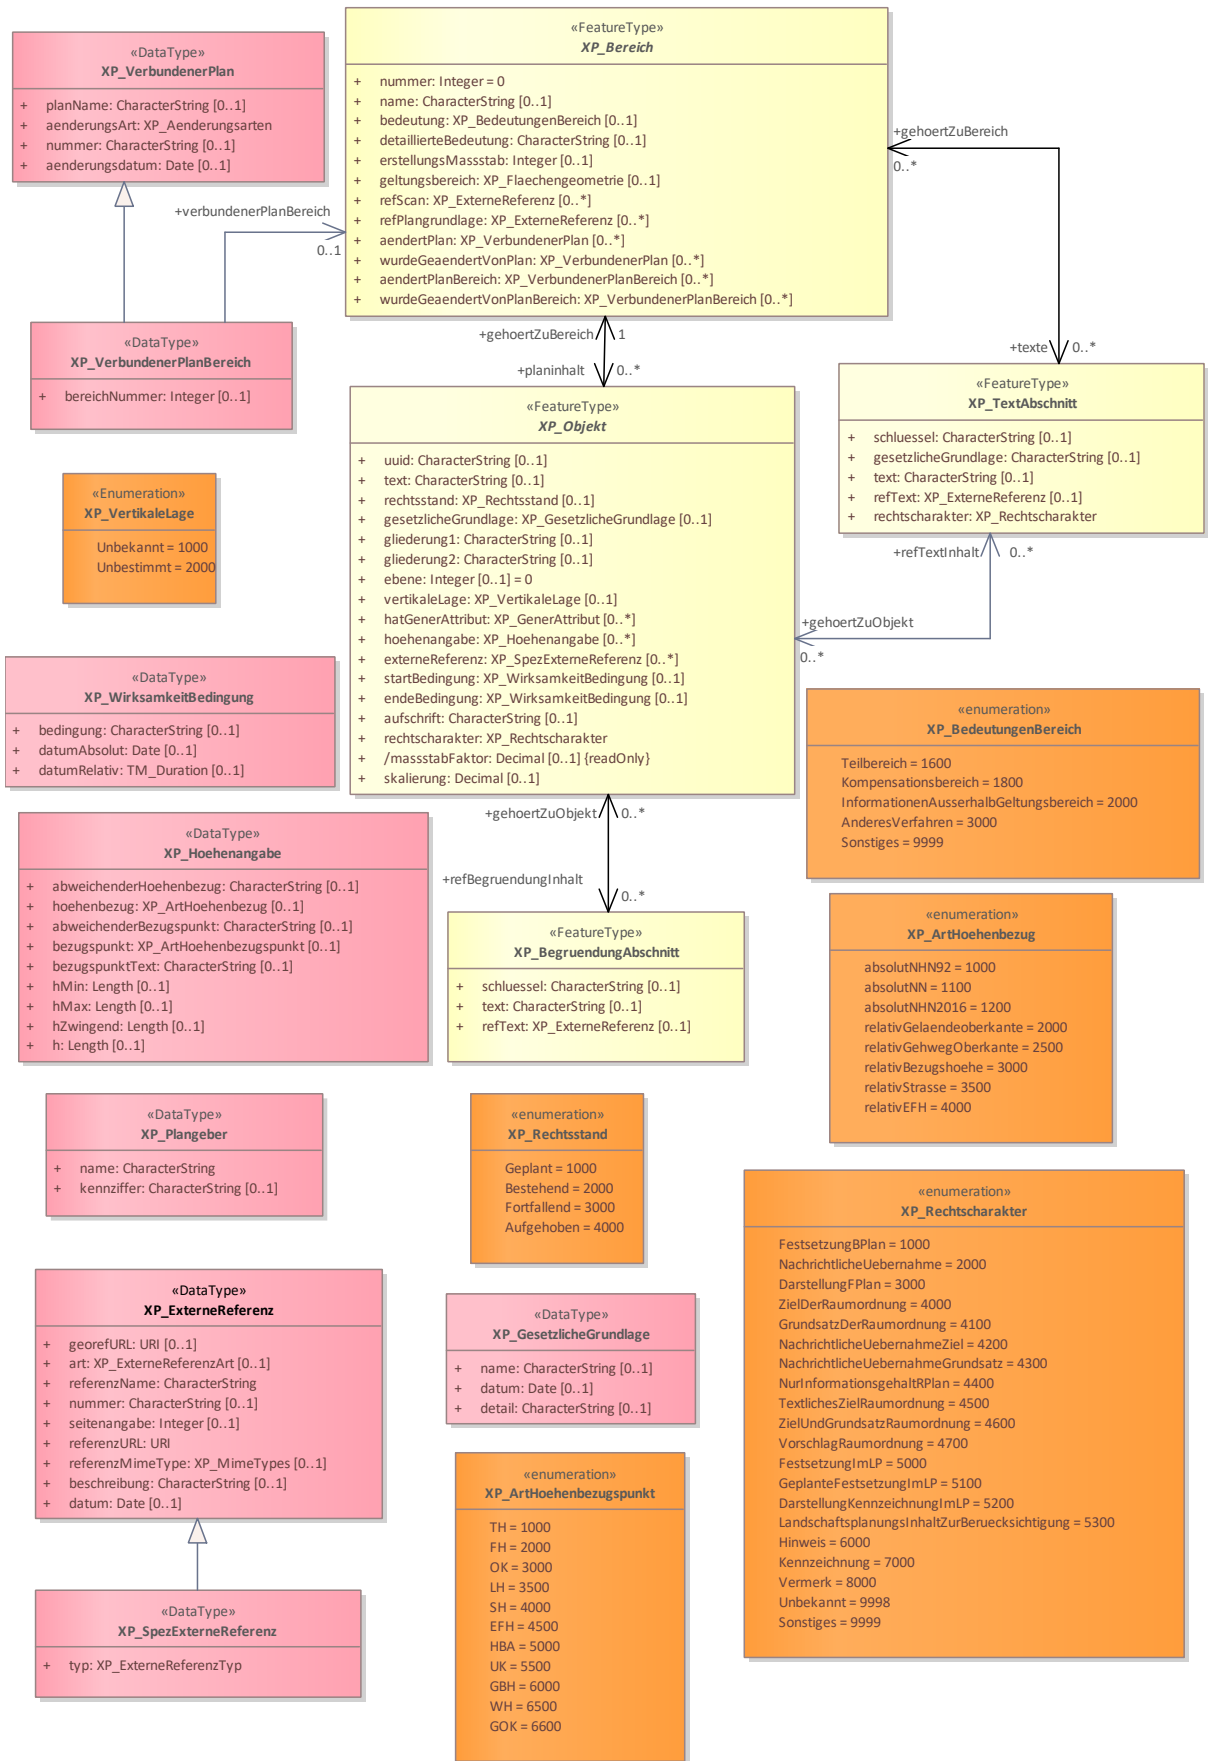 «DataType»
XP_VerbundenerPlan
+ planName: CharacterString [0..1]
+ aenderungsArt: XP_Aenderungsarten
+ nummer: CharacterString [0..1]
+ aenderungsdatum: Date [0..1]
«FeatureType»
XP_Bereich
+ nummer: Integer = 0
+ name: CharacterString [0..1]
+ bedeutung: XP_BedeutungenBereich [0..1]
+ detaillierteBedeutung: CharacterString [0..1]
+ erstellungsMassstab: Integer [0..1]
+ geltungsbereich: XP_Flaechengeometrie [0..1]
+ refScan: XP_ExterneReferenz [0..*]
+ refPlangrundlage: XP_ExterneReferenz [0..*]
+ aendertPlan: XP_VerbundenerPlan [0..*]
+ wurdeGeaendertVonPlan: XP_VerbundenerPlan [0..*]
+ aendertPlanBereich: XP_VerbundenerPlanBereich [0..*]
+ wurdeGeaendertVonPlanBereich: XP_VerbundenerPlanBereich [0..*]
+gehoertZuBereich
0..*
+verbundenerPlanBereich
0..1
«DataType»
XP_VerbundenerPlanBereich
+ bereichNummer: Integer [0..1]
+gehoertZuBereich
1
+planinhalt
0..*
+texte
0..*
«FeatureType»
XP_TextAbschnitt
+ schluessel: CharacterString [0..1]
+ gesetzlicheGrundlage: CharacterString [0..1]
+ text: CharacterString [0..1]
+ refText: XP_ExterneReferenz [0..1]
+ rechtscharakter: XP_Rechtscharakter
+refTextInhalt
0..*
+gehoertZuObjekt
0..*
«FeatureType»
XP_Objekt
+ uuid: CharacterString [0..1]
+ text: CharacterString [0..1]
+ rechtsstand: XP_Rechtsstand [0..1]
+ gesetzlicheGrundlage: XP_GesetzlicheGrundlage [0..1]
+ gliederung1: CharacterString [0..1]
+ gliederung2: CharacterString [0..1]
+ ebene: Integer [0..1] = 0
+ vertikaleLage: XP_VertikaleLage [0..1]
+ hatGenerAttribut: XP_GenerAttribut [0..*]
+ hoehenangabe: XP_Hoehenangabe [0..*]
+ externeReferenz: XP_SpezExterneReferenz [0..*]
+ startBedingung: XP_WirksamkeitBedingung [0..1]
+ endeBedingung: XP_WirksamkeitBedingung [0..1]
+ aufschrift: CharacterString [0..1]
+ rechtscharakter: XP_Rechtscharakter
+ /massstabFaktor: Decimal [0..1] {readOnly}
+ skalierung: Decimal [0..1]
«Enumeration»
XP_VertikaleLage
Unbekannt = 1000
Unbestimmt = 2000
«DataType»
XP_WirksamkeitBedingung
+ bedingung: CharacterString [0..1]
+ datumAbsolut: Date [0..1]
+ datumRelativ: TM_Duration [0..1]
«enumeration»
XP_BedeutungenBereich
Teilbereich = 1600
Kompensationsbereich = 1800
InformationenAusserhalbGeltungsbereich = 2000
AnderesVerfahren = 3000
Sonstiges = 9999
+gehoertZuObjekt
0..*
+refBegruendungInhalt
0..*
«DataType»
XP_Hoehenangabe
+ abweichenderHoehenbezug: CharacterString [0..1]
+ hoehenbezug: XP_ArtHoehenbezug [0..1]
+ abweichenderBezugspunkt: CharacterString [0..1]
+ bezugspunkt: XP_ArtHoehenbezugspunkt [0..1]
+ bezugspunktText: CharacterString [0..1]
+ hMin: Length [0..1]
+ hMax: Length [0..1]
+ hZwingend: Length [0..1]
+ h: Length [0..1]
«FeatureType»
XP_BegruendungAbschnitt
+ schluessel: CharacterString [0..1]
+ text: CharacterString [0..1]
+ refText: XP_ExterneReferenz [0..1]
«enumeration»
XP_ArtHoehenbezug
absolutNHN92 = 1000
absolutNN = 1100
absolutNHN2016 = 1200
relativGelaendeoberkante = 2000
relativGehwegOberkante = 2500
relativBezugshoehe = 3000
relativStrasse = 3500
relativEFH = 4000
«DataType»
XP_Plangeber
+ name: CharacterString
+ kennziffer: CharacterString [0..1]
«enumeration»
XP_Rechtsstand
Geplant = 1000
Bestehend = 2000
Fortfallend = 3000
Aufgehoben = 4000
«enumeration»
XP_Rechtscharakter
FestsetzungBPlan = 1000
NachrichtlicheUebernahme = 2000
DarstellungFPlan = 3000
ZielDerRaumordnung = 4000
GrundsatzDerRaumordnung = 4100
NachrichtlicheUebernahmeZiel = 4200
NachrichtlicheUebernahmeGrundsatz = 4300
NurInformationsgehaltRPlan = 4400
TextlichesZielRaumordnung = 4500
ZielUndGrundsatzRaumordnung = 4600
VorschlagRaumordnung = 4700
FestsetzungImLP = 5000
GeplanteFestsetzungImLP = 5100
DarstellungKennzeichnungImLP = 5200
LandschaftsplanungsInhaltZurBeruecksichtigung = 5300
Hinweis = 6000
Kennzeichnung = 7000
Vermerk = 8000
Unbekannt = 9998
Sonstiges = 9999
«DataType»
XP_ExterneReferenz
+ georefURL: URI [0..1]
+ art: XP_ExterneReferenzArt [0..1]
+ referenzName: CharacterString
+ nummer: CharacterString [0..1]
+ seitenangabe: Integer [0..1]
+ referenzURL: URI
+ referenzMimeType: XP_MimeTypes [0..1]
+ beschreibung: CharacterString [0..1]
+ datum: Date [0..1]
«DataType»
XP_GesetzlicheGrundlage
+ name: CharacterString [0..1]
+ datum: Date [0..1]
+ detail: CharacterString [0..1]
«enumeration»
XP_ArtHoehenbezugspunkt
TH = 1000
FH = 2000
OK = 3000
LH = 3500
SH = 4000
EFH = 4500
HBA = 5000
UK = 5500
GBH = 6000
WH = 6500
GOK = 6600
«DataType»
XP_SpezExterneReferenz
+ typ: XP_ExterneReferenzTyp